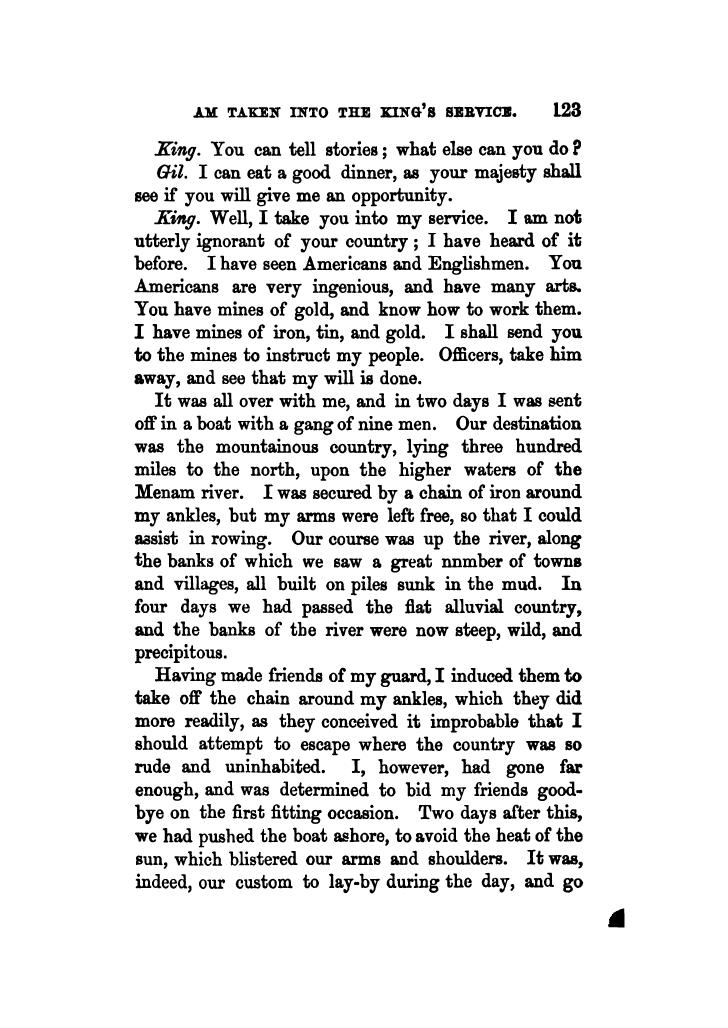 AM TAKEN INTO THE KING'S SERVICE. 123
King. You can tell stories; what else can you do?
Gil. I can eat a good dinner, as your majesty shall
see if you will give me an opportunity.
King. Well, I take you into my service. I am not
utterly ignorant of your country; I have heard of it
before. I have seen Americans and Englishmen. You
Americans are very ingenious, and have many arts.
You have mines of gold, and know how to work them.
I have mines of iron, tin, and gold. I shall send you
to the mines to instruct my people. Officers, take him
away, and see that my will is done.
It was all over with me, and in two days I was sent
off in a boat with a gang of nine men. Our destination
was the mountainous country, lying three hundred
miles to the north, upon the higher waters of the
Menam river. I was secured by a chain of iron around
my ankles, but my arms were left free, so that I could
assist in rowing. Our course was up the river, along
the banks of which we saw a great nnmber of towns
and villages, all built on piles sunk in the mud. In
four days we had passed the flat alluvial country,
and the banks of the river were now steep, wild, and
precipitous.
Having made friends of my guard, I induced them to
take off the chain around my ankles, which they did
more readily, as they conceived it improbable that I
should attempt to escape where the country was so
rude and uninhabited. I, however, had gone far
enough, and was determined to bid my friends good-
bye on the first fitting occasion. Two days after this,
we had pushed the boat ashore, to avoid the heat of the
sun, which blistered our arms and shoulders. It was,
indeed, our custom to lay-by during the day, and go